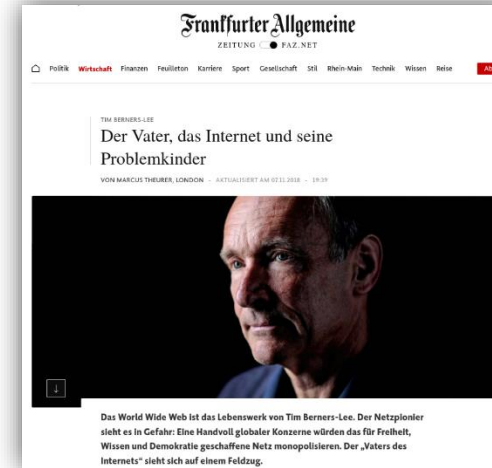 Frankfurter Allgemeine
ZEITUNG FAZ.NET
Politik Wirtschaft Finanzen Feuilleton Karriere Sport Gesellschaft Stil Rhein-Main Technik Wissen Reise
TIM BERNERS-LEE
Der Vater, das Internet und seine
Problemkinder
VON MARCUS THEURER, LONDON - AKTUALISIERT AM 07.11.2018 - 19:39
Das World Wide Web ist das Lebenswerk von Tim Berners-Lee. Der Netzpionier
sieht es in Gefahr: Eine Handvoll globaler Konzerne würden das für Freiheit,
Wissen und Demokratie geschaffene Netz monopolisieren. Der „Vaters des
Internets“ sieht sich auf einem Feldzug.